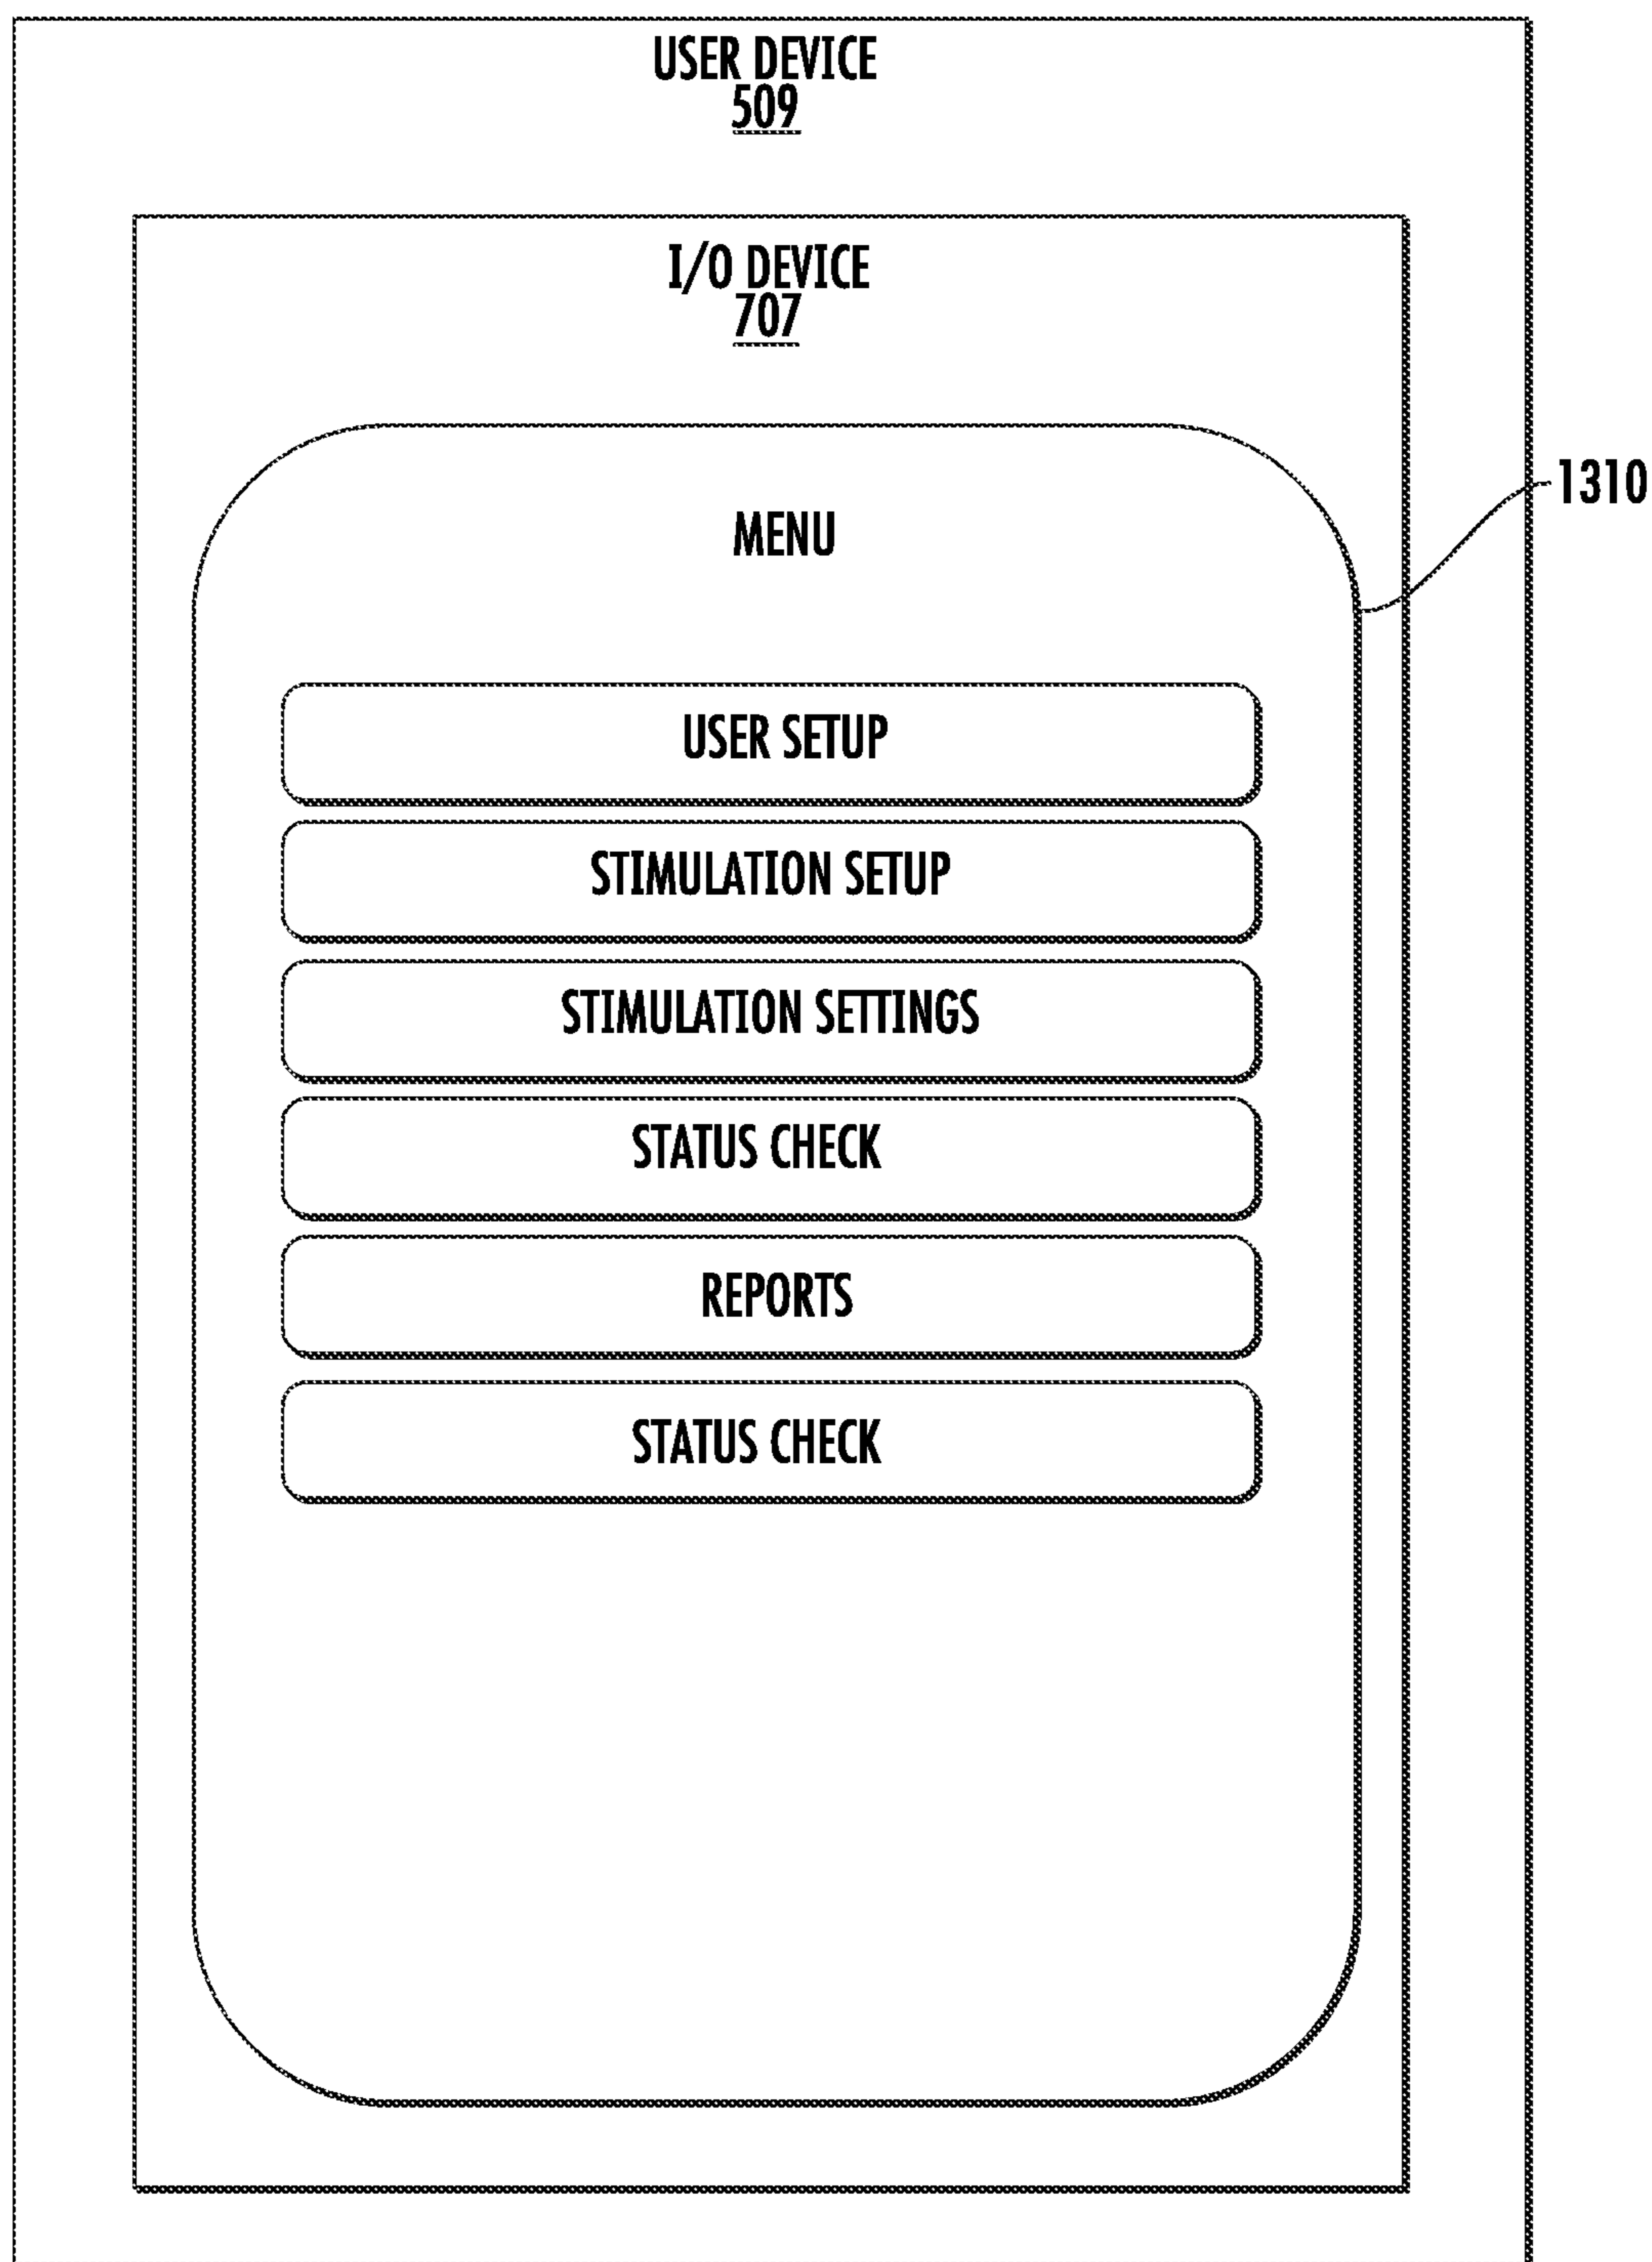 USER DEVICE
509
I/O DEVICE
707
1310
MENU
USER SETUP
STIMULATION SETUP
STIMULATION SETTINGS
STATUS CHECK
REPORTS
STATUS CHECK